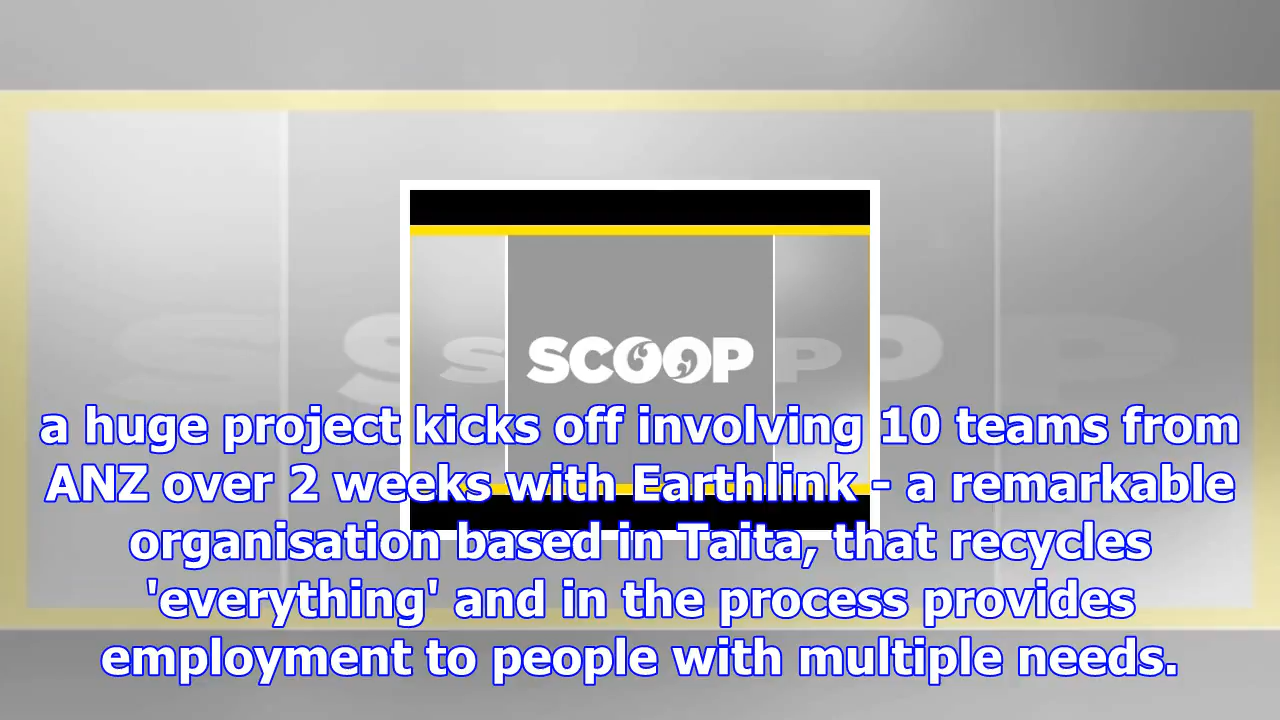 SCOOP
a huge project kicks off involving 10 teams from
ANZ over 2 weeks with Earthlink - a remarkable
organisation based in Taita, that recycles
'everything' and in the process provides
employment to people with multiple needs.